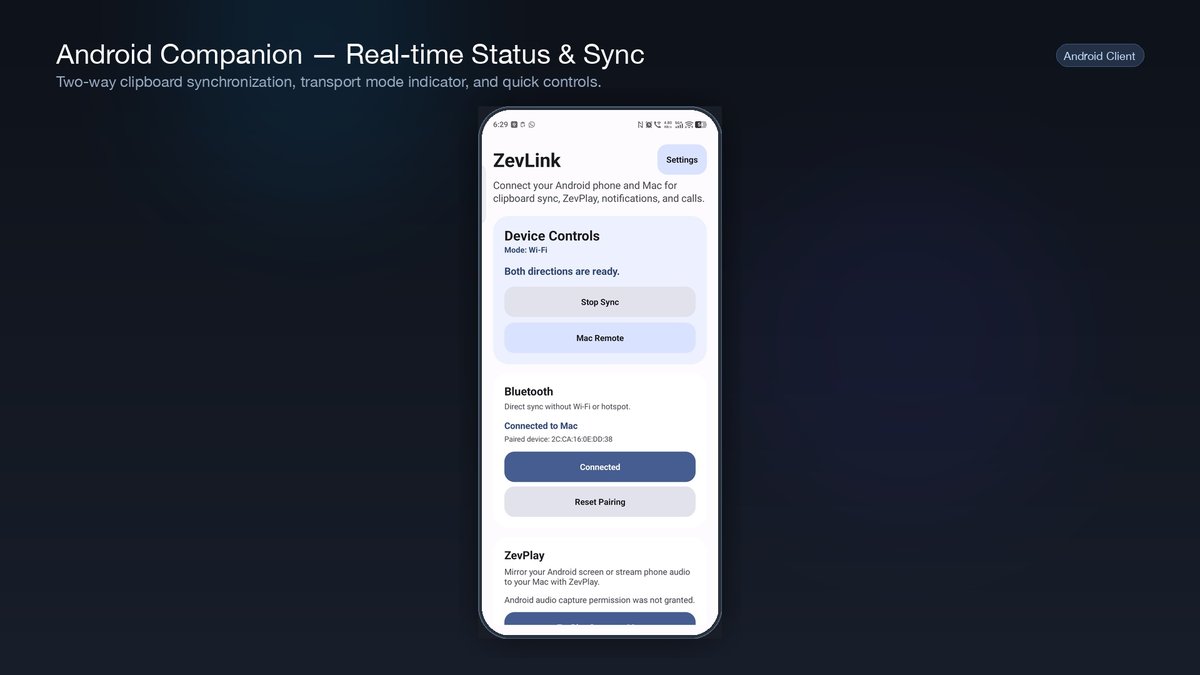 Android Companion — Real-time Status & Sync
Two-way clipboard synchronization, transport mode indicator, and quick controls.
Android Client
6:29
ZevLink
Settings
Connect your Android phone and Mac for
clipboard sync, ZevPlay, notifications, and calls.
Device Controls
Mode: Wi-Fi
Both directions are ready.
Stop Sync
Mac Remote
Bluetooth
Direct sync without Wi-Fi or hotspot.
Connected to Mac
Paired device: 2C:CA:16:0E:DD:38
Connected
Reset Pairing
ZevPlay
Mirror your Android screen or stream phone audio
to your Mac with ZevPlay.
Android audio capture permission was not granted.